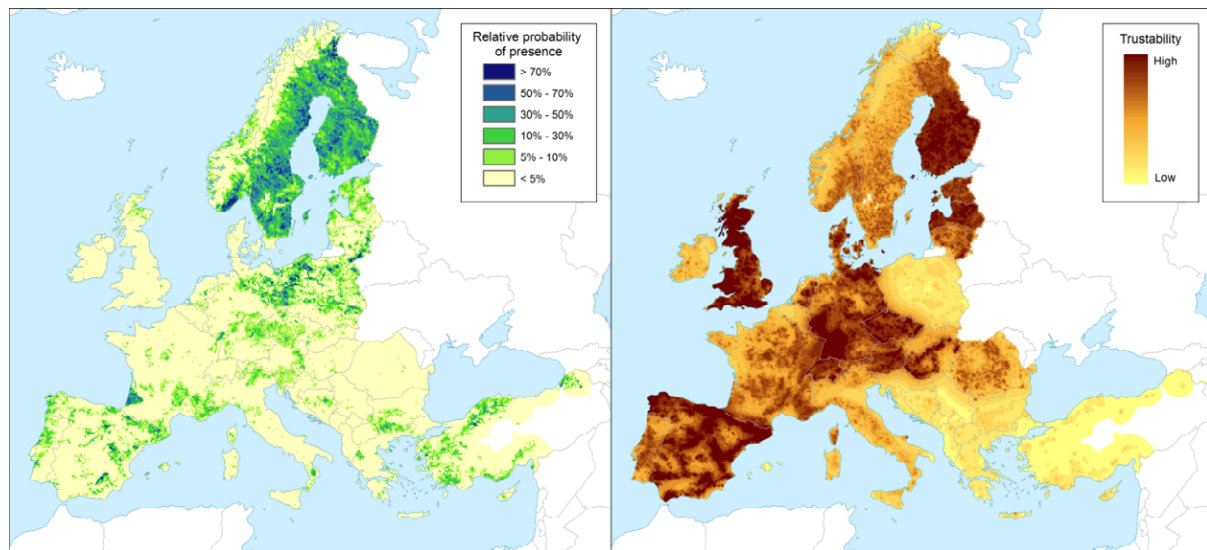 Relative probability
of presence
> 70%
50% - 70%
30% - 50%
10% - 30%
5% - 10%
< 5%
Trustability
High
Low